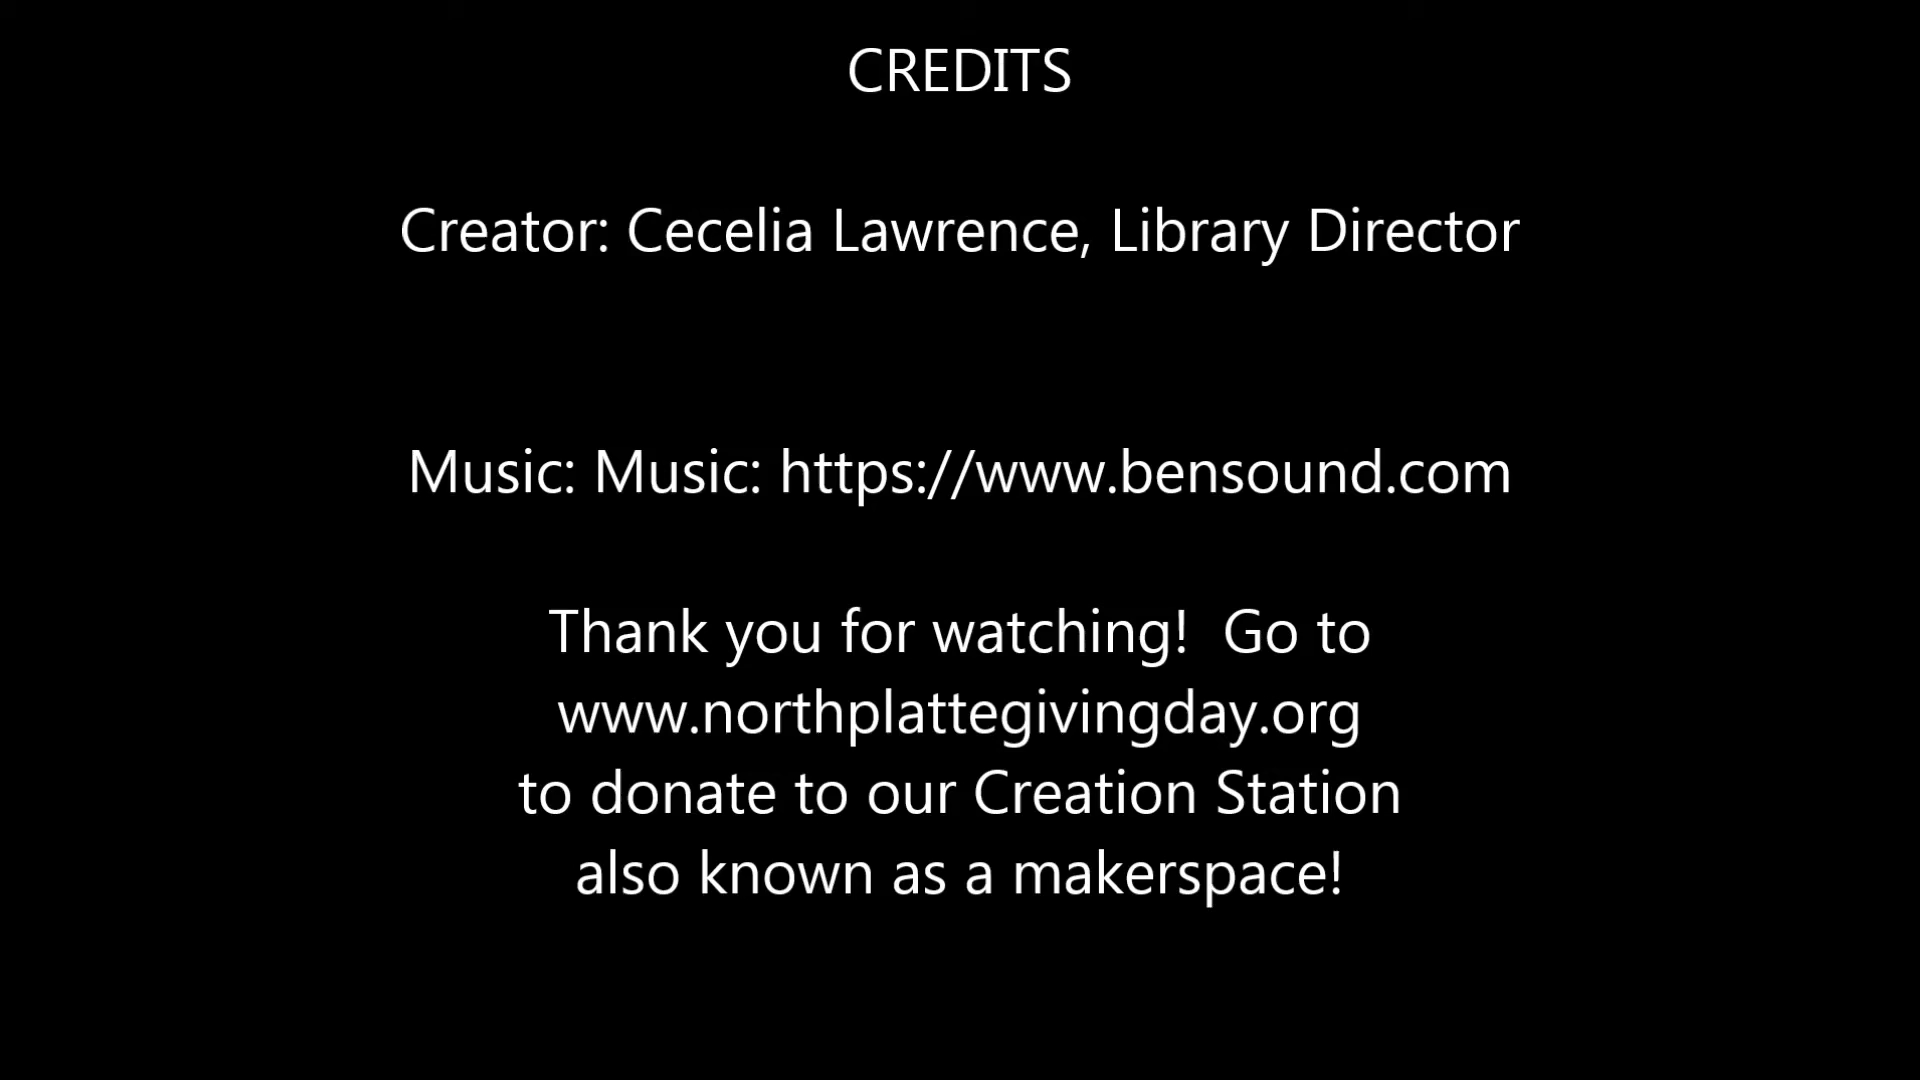 CREDITS
Creator: Cecelia Lawrence, Library Director
Music: Music: https://www.bensound.com
Thank you for watching!  Go to
www.northplattegivingday.org
to donate to our Creation Station
also known as a makerspace!